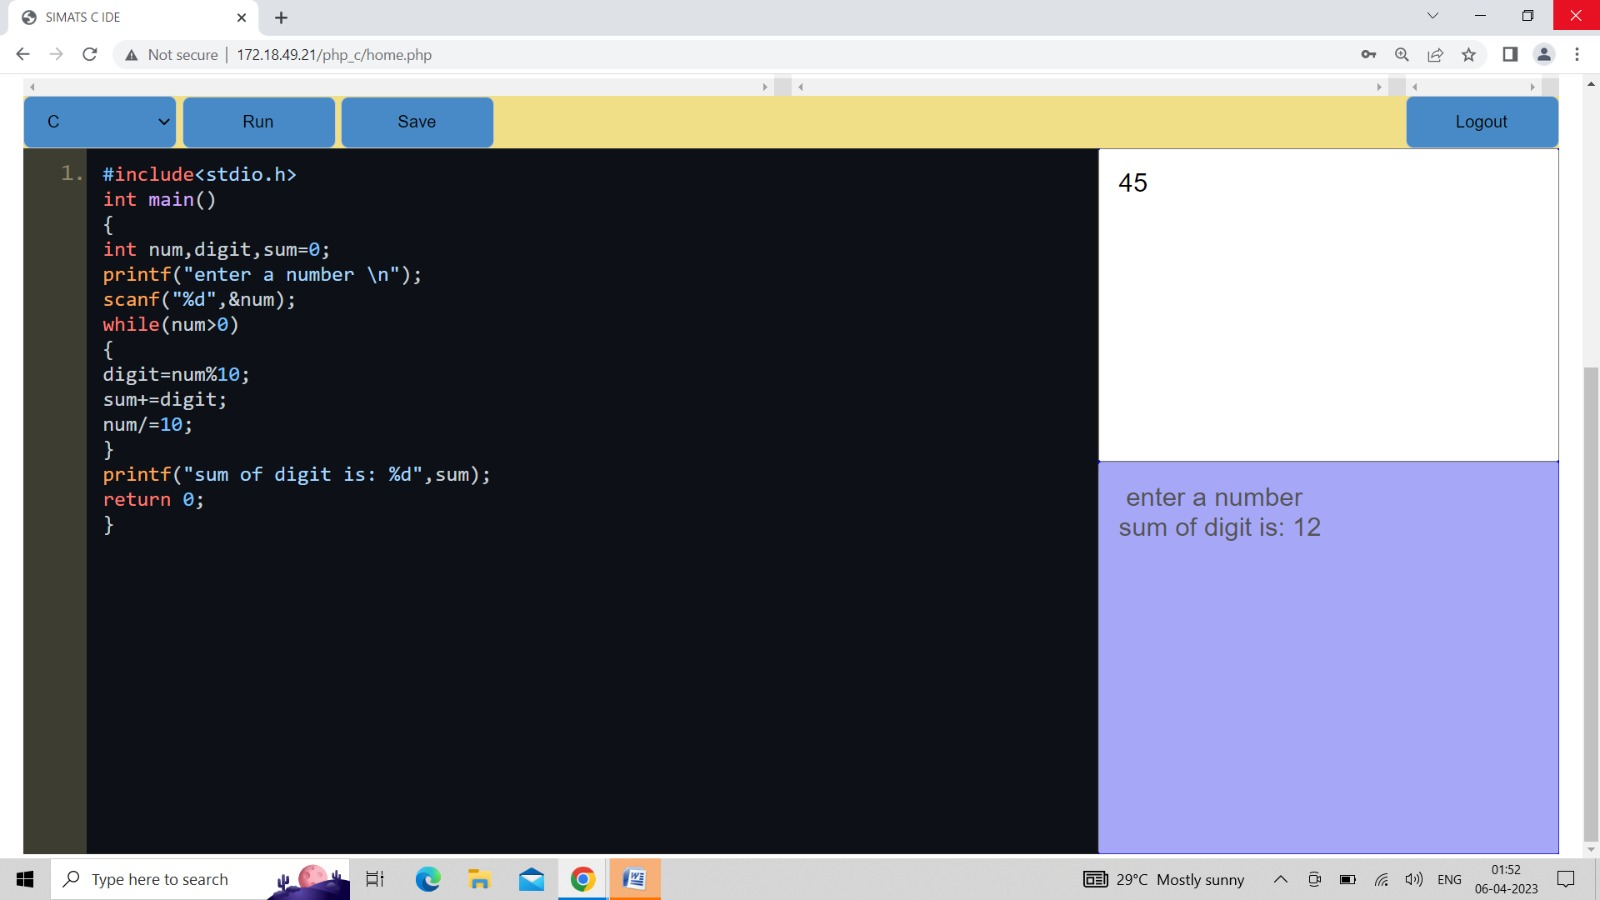 SIMATS C IDE
Not secure | 172.18.49.21/php_c/home.php
C Run Save Logout
1.
#include<stdio.h>
int main()
{
int num,digit,sum=0;
printf("enter a number \n");
scanf("%d",&num);
while(num>0)
{
digit=num%10;
sum+=digit;
num/=10;
}
printf("sum of digit is: %d",sum);
return 0;
}
45
enter a number
sum of digit is: 12
Type here to search
29°C Mostly sunny
ENG
01:52
06-04-2023